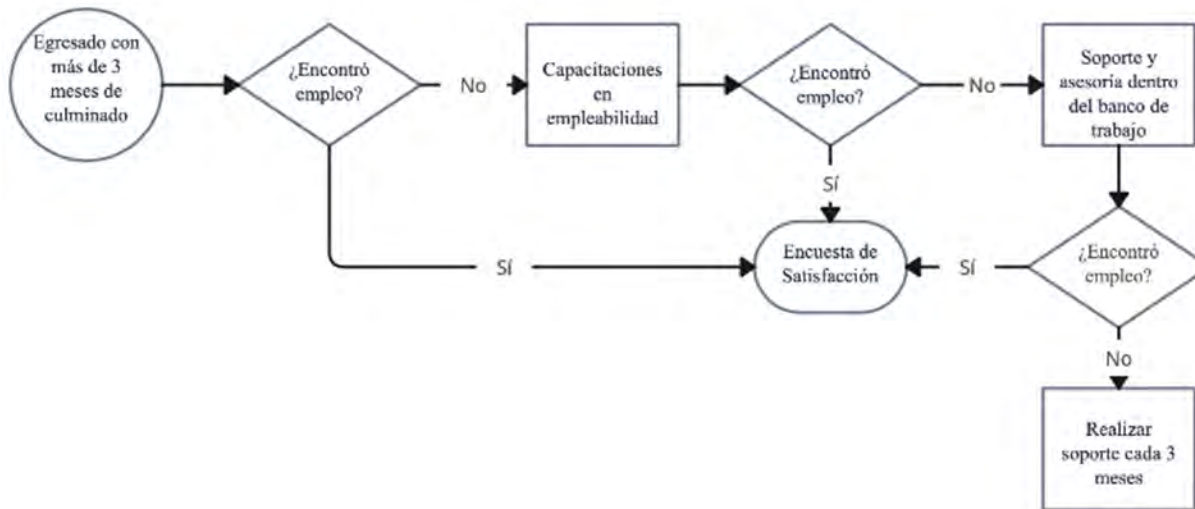 Egresado con
más de 3
meses de
culminado
¿Encontró
empleo?
No
Capacitaciones
en
empleabilidad
¿Encontró
empleo?
No
Soporte y
asesoría dentro
del banco de
trabajo
Sí
Sí
Encuesta de
Satisfacción
Sí
¿Encontró
empleo?
No
Realizar
soporte cada 3
meses